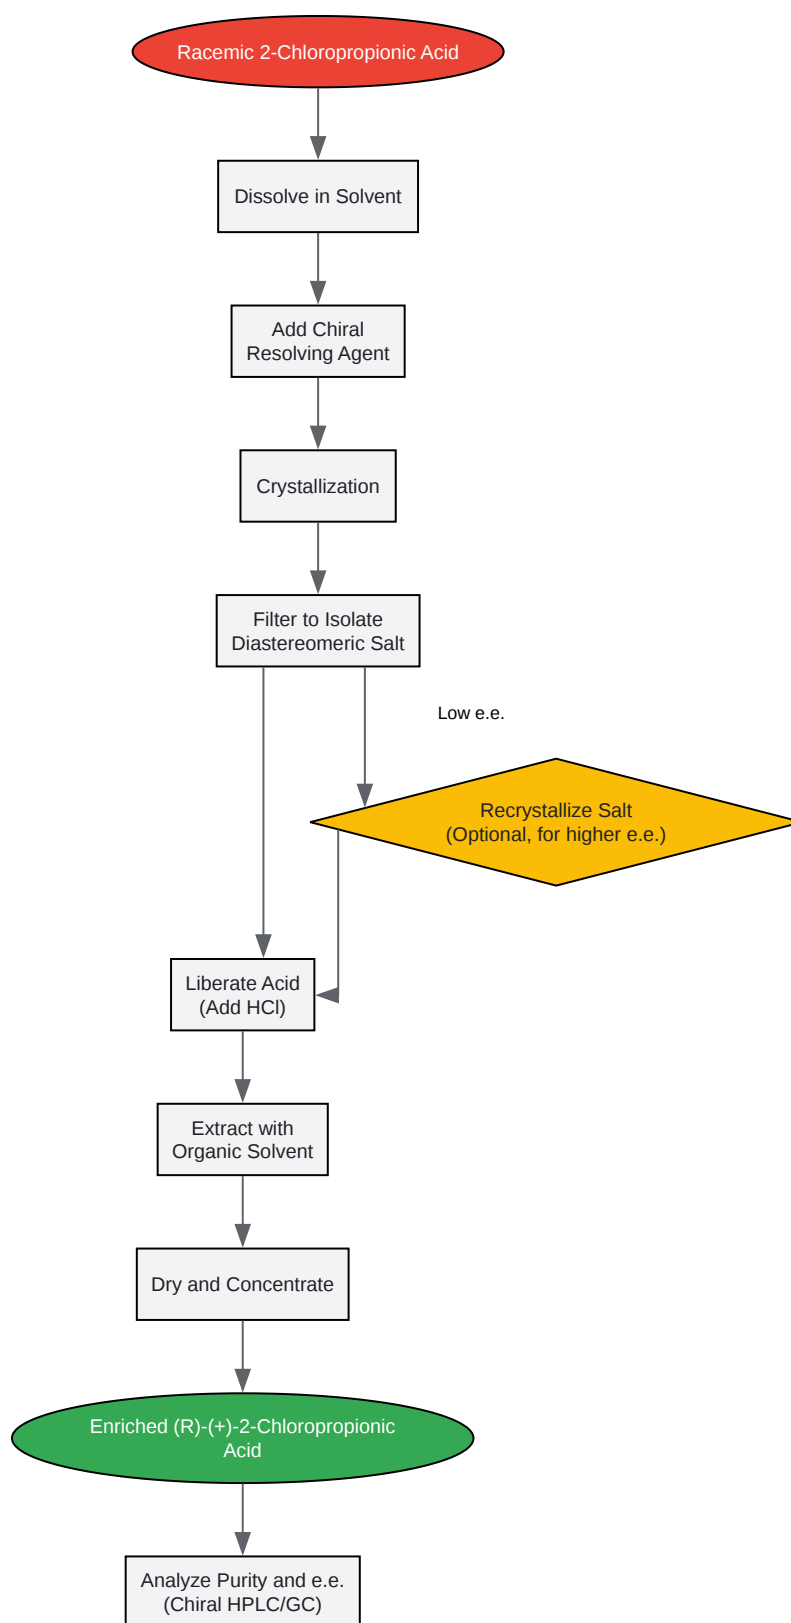 Racemic 2-Chloropropionic Acid
Dissolve in Solvent
Add Chiral
Resolving Agent
Crystallization
Filter to Isolate
Diastereomeric Salt
Low e.e.
Recrystallize Salt
(Optional, for higher e.e.)
Liberate Acid
(Add HCl)
Extract with
Organic Solvent
Dry and Concentrate
Enriched (R)-(+)-2-Chloropropionic
Acid
Analyze Purity and e.e.
(Chiral HPLC/GC)